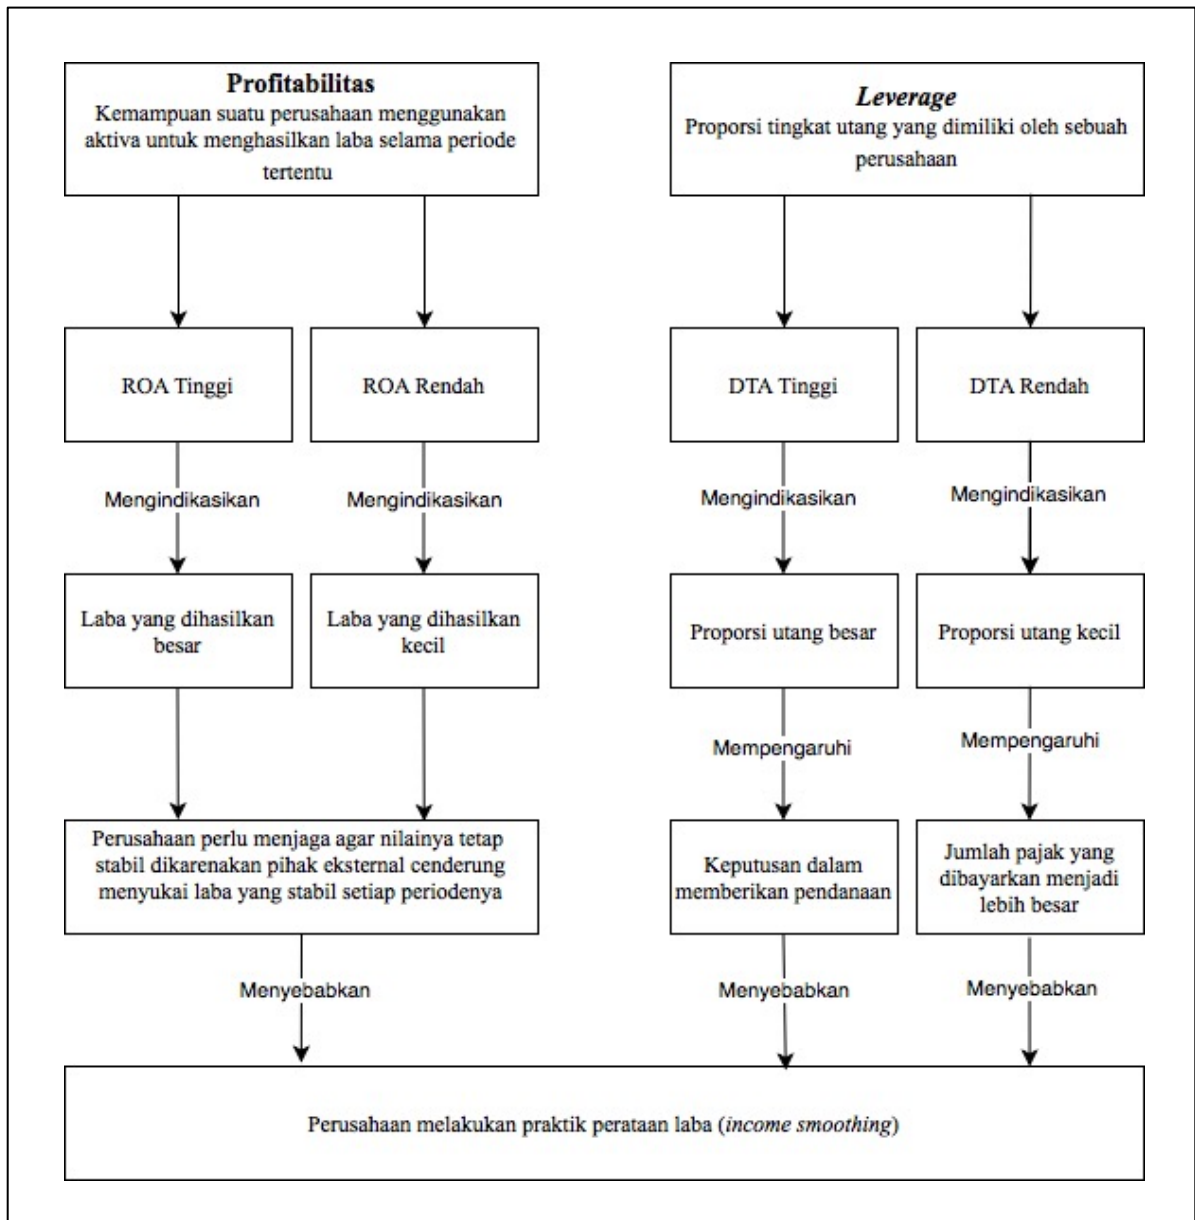 Profitabilitas
Kemampuan suatu perusahaan menggunakan
aktiva untuk menghasilkan laba selama periode
tertentu
Leverage
Proporsi tingkat utang yang dimiliki oleh sebuah
perusahaan
ROA Tinggi
ROA Rendah
DTA Tinggi
DTA Rendah
Mengindikasikan
Mengindikasikan
Mengindikasikan
Mengindikasikan
Laba yang dihasilkan
besar
Laba yang dihasilkan
kecil
Proporsi utang besar
Proporsi utang kecil
Mempengaruhi
Mempengaruhi
Perusahaan perlu menjaga agar nilainya tetap
stabil dikarenakan pihak eksternal cenderung
menyukai laba yang stabil setiap periodenya
Keputusan dalam
memberikan pendanaan
Jumlah pajak yang
dibayarkan menjadi
lebih besar
Menyebabkan
Menyebabkan
Menyebabkan
Perusahaan melakukan praktik perataan laba (income smoothing)